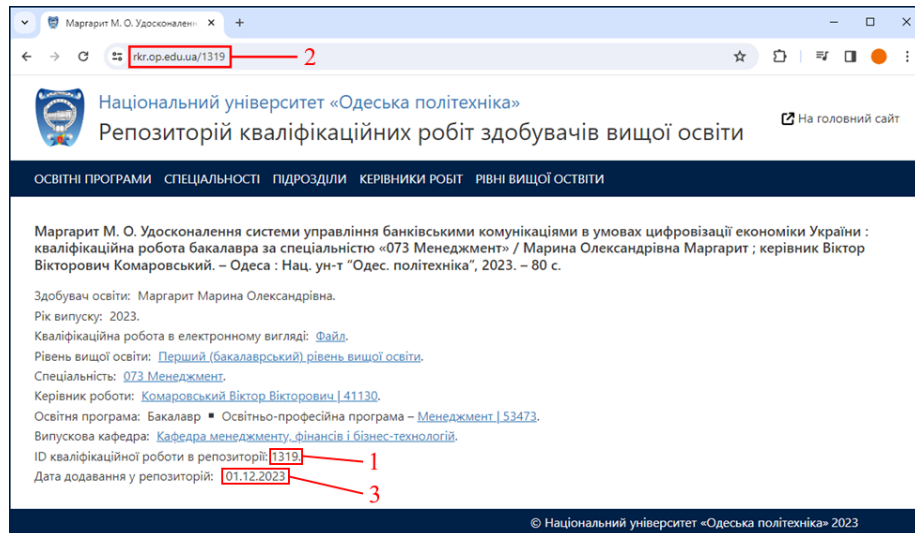 Маргарит М. О. Удосконаленн
rkr.op.edu.ua/1319
2
Національний університет «Одеська політехніка»
Репозиторій кваліфікаційних робіт здобувачів вищої освіти
На головний сайт
ОСВІТНІ ПРОГРАМИ СПЕЦІАЛЬНОСТІ ПІДРОЗДІЛИ КЕРІВНИКИ РОБІТ РІВНІ ВИЩОЇ ОСТВІТИ
Маргарит М. О. Удосконалення системи управління банківськими комунікаціями в умовах цифровізації економіки України :
кваліфікаційна робота бакалавра за спеціальністю «073 Менеджмент» / Марина Олександрівна Маргарит ; керівник Віктор
Вікторович Комаровський. – Одеса : Нац. ун-т “Одес. політехніка”, 2023. – 80 с.
Здобувач освіти: Маргарит Марина Олександрівна.
Рік випуску: 2023.
Кваліфікаційна робота в електронному вигляді: Файл.
Рівень вищої освіти: Перший (бакалаврський) рівень вищої освіти.
Спеціальність: 073 Менеджмент.
Керівник роботи: Комаровський Віктор Вікторович | 41130.
Освітня програма: Бакалавр ▪ Освітньо-професійна програма – Менеджмент | 53473.
Випускова кафедра: Кафедра менеджменту, фінансів і бізнес-технологій.
ID кваліфікаційної роботи в репозиторії: 1319.
1
Дата додавання у репозиторій: 01.12.2023
3
© Національний університет «Одеська політехніка» 2023